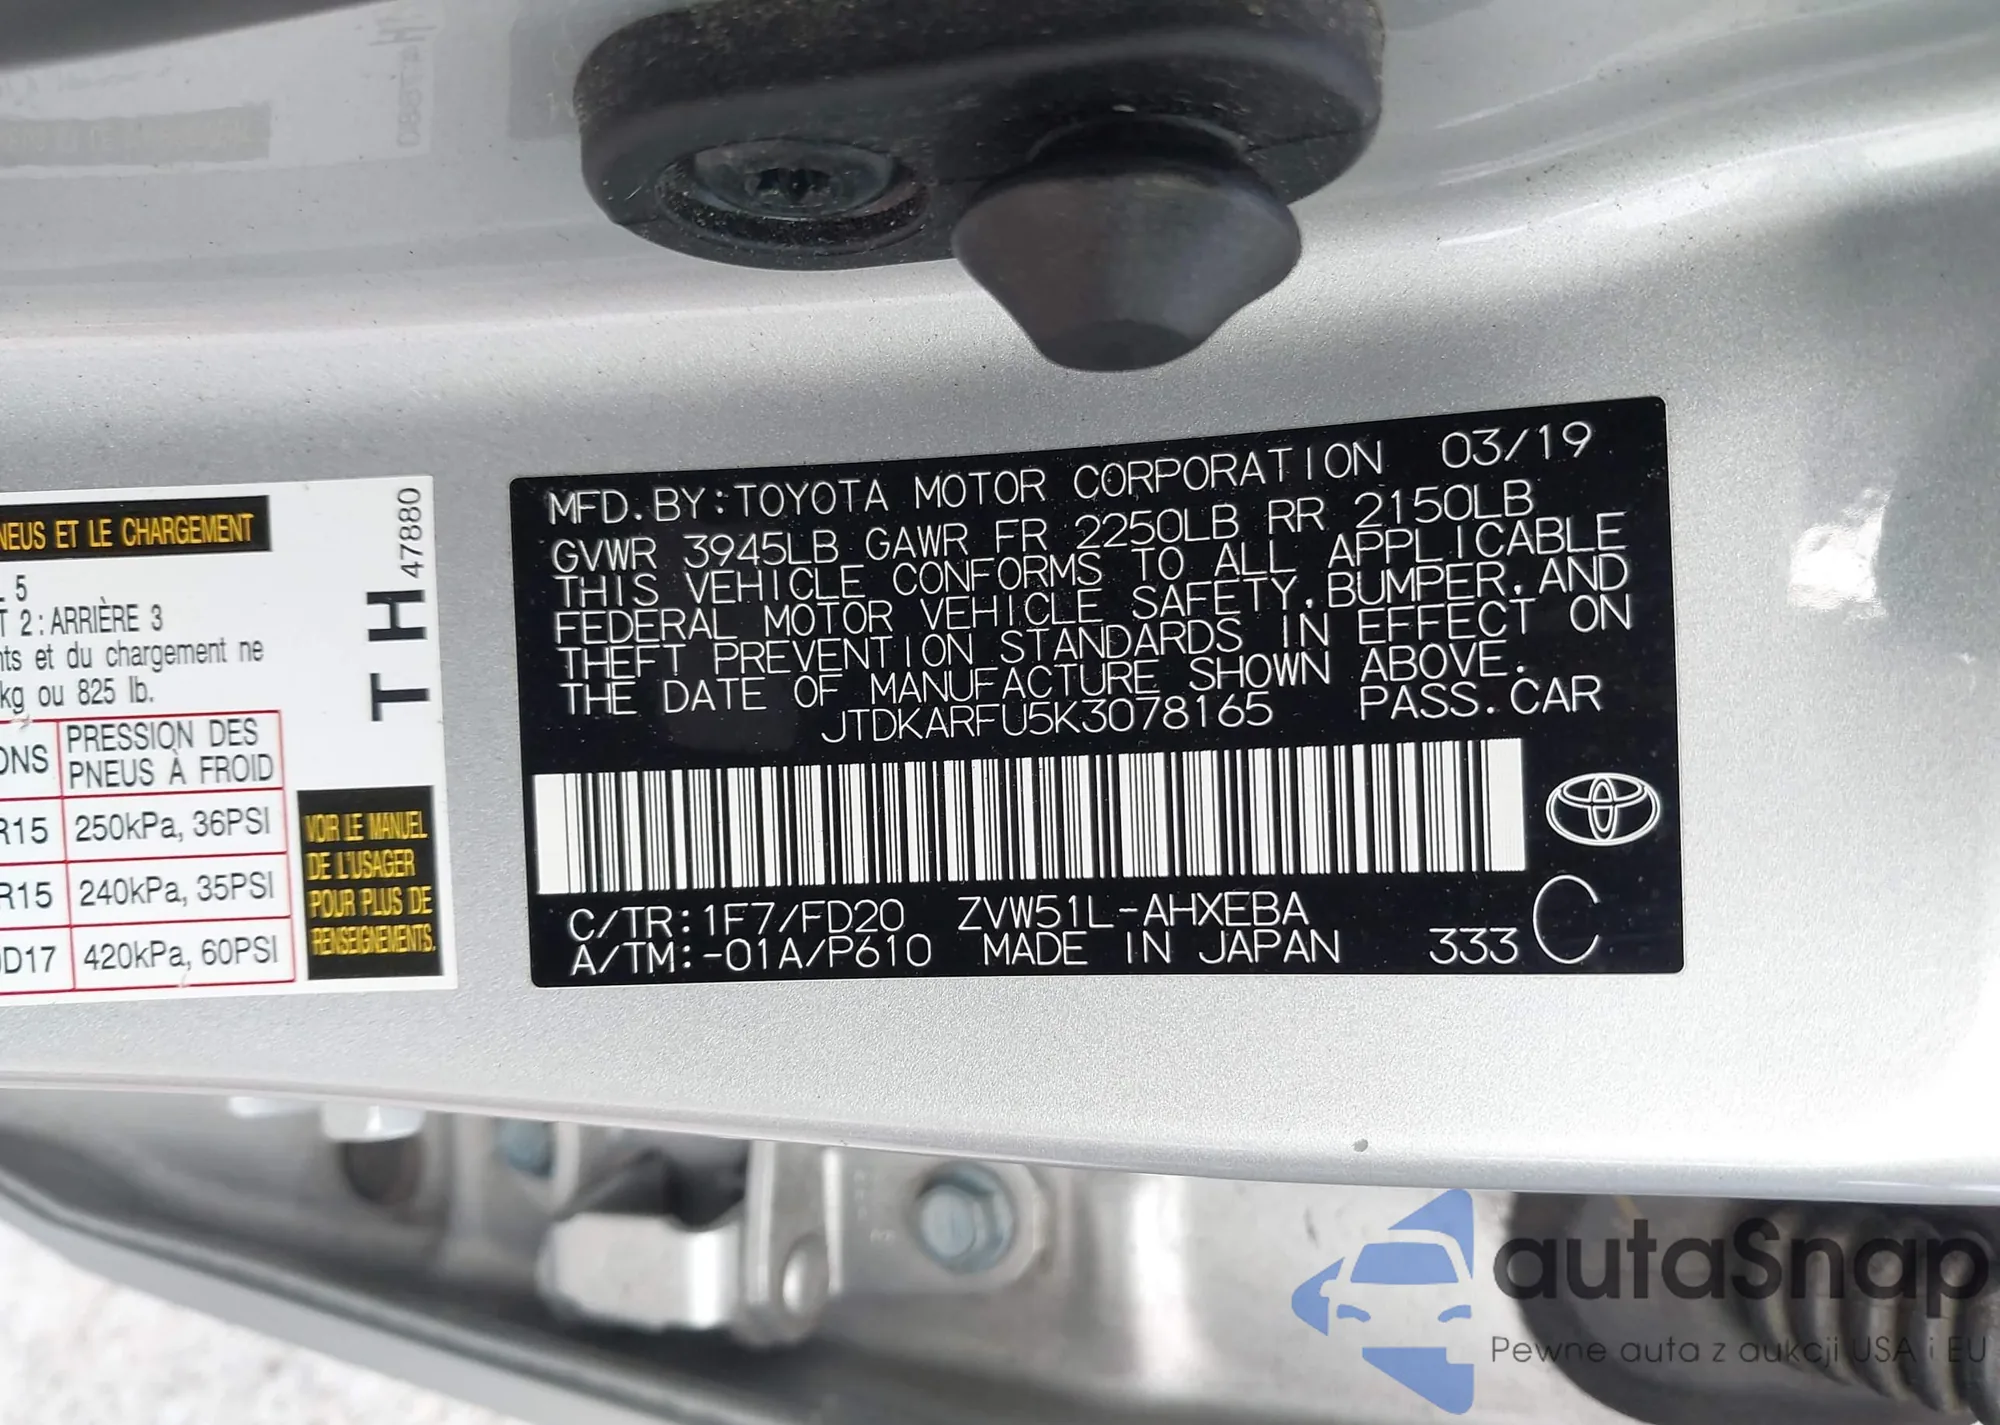 NEUS ET LE CHARGEMENT
L 5
T 2 : ARRIÈRE 3
nts et du chargement ne
kg ou 825 lb.
ONS PRESSION DES
PNEUS À FROID
R15 250kPa, 36PSI
R15 240kPa, 35PSI
D17 420kPa, 60PSI
TH 47880
VOIR LE MANUEL
DE L'USAGER
POUR PLUS DE
RENSEIGNEMENTS.
MFD. BY: TOYOTA MOTOR CORPORATION 03/19
GVWR 3945LB GAWR FR 2250LB RR 2150LB
THIS VEHICLE CONFORMS TO ALL APPLICABLE
FEDERAL MOTOR VEHICLE SAFETY, BUMPER, AND
THEFT PREVENTION STANDARDS IN EFFECT ON
THE DATE OF MANUFACTURE SHOWN ABOVE.
JTDKARFU5K3078165 PASS. CAR
C/TR: 1F7/FD20 ZVW51L-AHXEBA
A/TM: -01A/P610 MADE IN JAPAN 333 C
autoSnap
Pewne auta z aukcji USA i EU